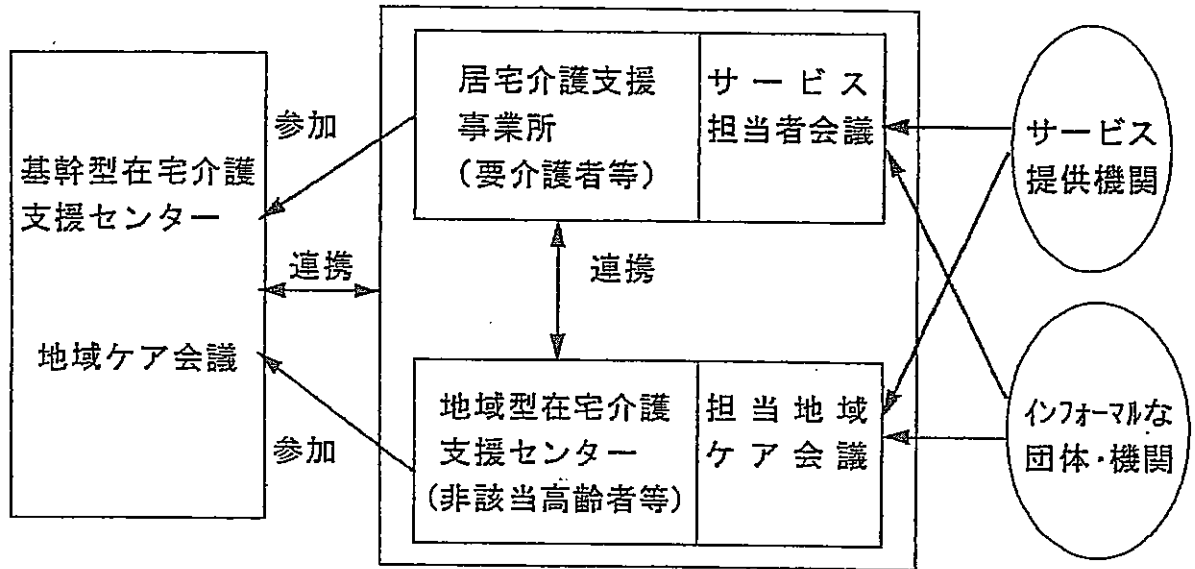 基幹型在宅介護
支援センター
地域ケア会議
参加
連携
参加
居宅介護支援
事業所
(要介護者等)
サービス
担当者会議
連携
地域型在宅介護
支援センター
(非該当高齢者等)
担当地域
ケア会議
サービス
提供機関
インフォーマルな
団体・機関